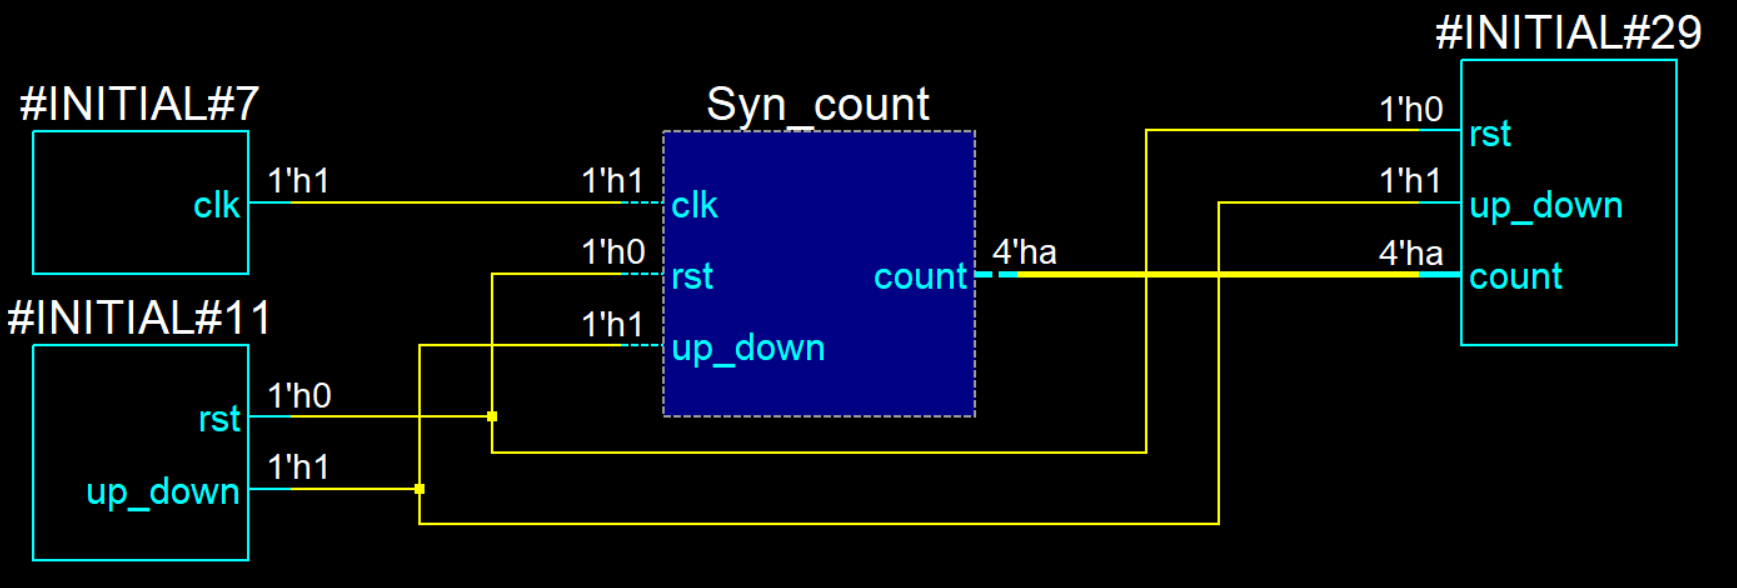 #INITIAL#7
1'h1
clk
#INITIAL#11
1'h0
rst
1'h1
up_down
Syn_count
1'h1
clk
1'h0
rst
1'h1
up_down
4'ha
count
#INITIAL#29
1'h0
rst
1'h1
up_down
4'ha
count